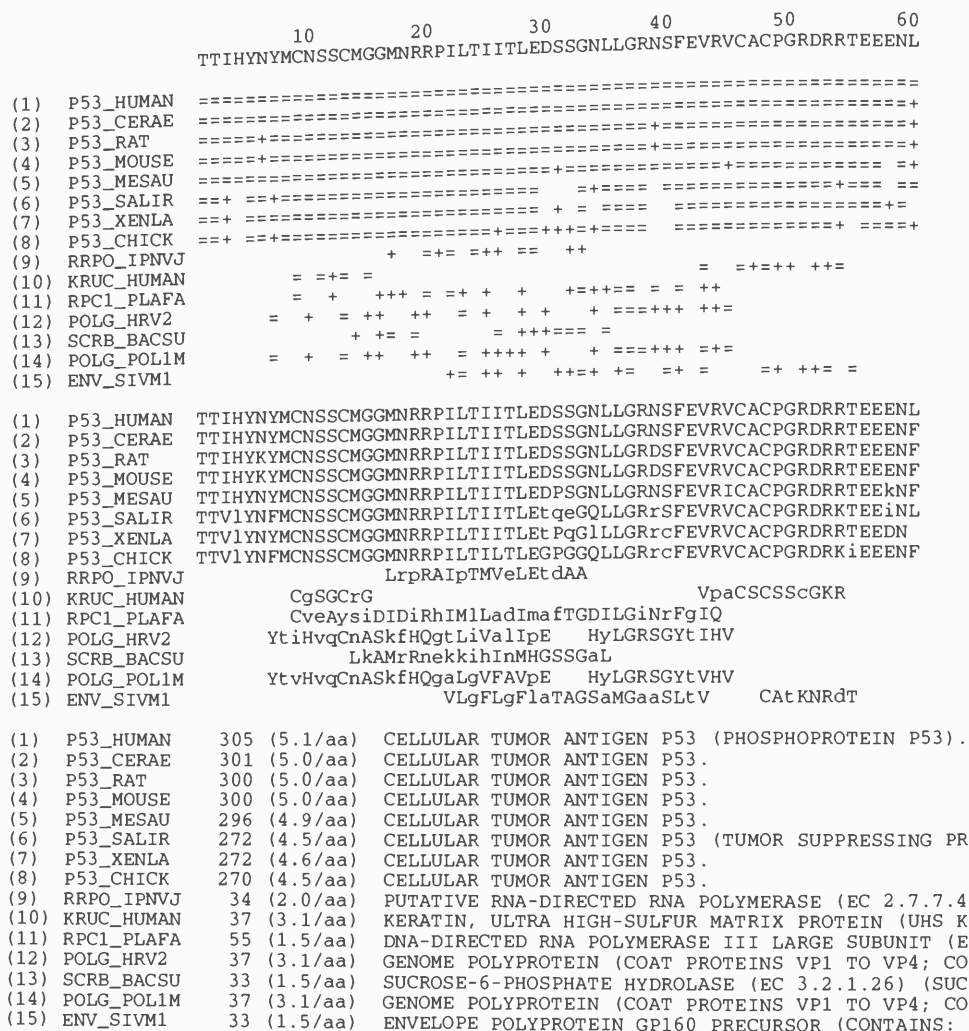 10 20 30 40 50 60
TTIHYNYMCNSSCMGGMNRRPILTIITLEDSSGNLLGRNSFEVRVCACPGRDRRTEEENL
(1) P53_HUMAN ============================================================
(2) P53_CERAE ===========================================================+
(3) P53_RAT =====+================================+====================+
(4) P53_MOUSE =====+================================+====================+
(5) P53_MESAU ==============================+=============+============ =+
(6) P53_SALIR ==+ ==+====================== =+==== ==============+=== ==
(7) P53_XENLA ==+ ========================= + = ==== =================+=
(8) P53_CHICK ==+ ==+==================+===+++=+==== =============+ ====+
(9) RRPO_IPNVJ + =+= ++= == ++
(10) KRUC_HUMAN = =+= = = =+=++ ++=
(11) RPC1_PLAFA = + +++ = =+ + + +=++== = + ++
(12) POLG_HRV2 = + = ++ ++ = + = + + ===+++ ++=
(13) SCRB_BACSU + += = = +++=== =
(14) POLG_POL1M = + = ++ ++ = ++++ + + ===+++ ++=
(15) ENV_SIVM1 += ++ + ++=+ += =+ = =+ ++= +
(1) P53_HUMAN TTIHYNYMCNSSCMGGMNRRPILTIITLEDSSGNLLGRNSFEVRVCACPGRDRRTEEENL
(2) P53_CERAE TTIHYNYMCNSSCMGGMNRRPILTIITLEDSSGNLLGRNSFEVRVCACPGRDRRTEEENF
(3) P53_RAT TTIHYKYMCNSSCMGGMNRRPILTIITLEDSSGNLLGRDSFEVRVCACPGRDRRTEEENF
(4) P53_MOUSE TTIHYKYMCNSSCMGGMNRRPILTIITLEDSSGNLLGRDSFEVRVCACPGRDRRTEEENF
(5) P53_MESAU TTIHYNYMCNSSCMGGMNRRPILTIITLEDPSGNLLGRNSFEVRICACPGRDRRTEEkNF
(6) P53_SALIR TTVlYNFMCNSSCMGGMNRRPILTIITLEtqeGQLLGRrSFEVRVCACPGRDRKTEEiNL
(7) P53_XENLA TTVlYNYMCNSSCMGGMNRRPILTIITLEtPqGlLLGRrcFEVRVCACPGRDRRTEEDN
(8) P53_CHICK TTVlYNFMCNSSCMGGMNRRPILTILTLEGPGGQLLGRrcFEVRVCACPGRDRKiEEENF
(9) RRPO_IPNVJ LrpRAIpTMVeLEtdAA
(10) KRUC_HUMAN CgSGCrG VpaCSCSScGKR
(11) RPC1_PLAFA CveAysiDIDiRhIMlLadImafTGDILGiNrFgIQ
(12) POLG_HRV2 YtiHvqCnASkfHQgtLiValIpE HyLGRSGYtIHV
(13) SCRB_BACSU LkAMrRnekkihInMHGSSGaL
(14) POLG_POL1M YtvHvqCnASkfHQgaLgVFAVpE HyLGRSGYtVHV
(15) ENV_SIVM1 VLgFLgFlaTAGSaMGaaSLtV CAtKNRdT
(1) P53_HUMAN 305 (5.1/aa) CELLULAR TUMOR ANTIGEN P53 (PHOSPHOPROTEIN P53).
(2) P53_CERAE 301 (5.0/aa) CELLULAR TUMOR ANTIGEN P53.
(3) P53_RAT 300 (5.0/aa) CELLULAR TUMOR ANTIGEN P53.
(4) P53_MOUSE 300 (5.0/aa) CELLULAR TUMOR ANTIGEN P53.
(5) P53_MESAU 296 (4.9/aa) CELLULAR TUMOR ANTIGEN P53.
(6) P53_SALIR 272 (4.5/aa) CELLULAR TUMOR ANTIGEN P53 (TUMOR SUPPRESSING PR
(7) P53_XENLA 272 (4.6/aa) CELLULAR TUMOR ANTIGEN P53.
(8) P53_CHICK 270 (4.5/aa) CELLULAR TUMOR ANTIGEN P53.
(9) RRPO_IPNVJ 34 (2.0/aa) PUTATIVE RNA-DIRECTED RNA POLYMERASE (EC 2.7.7.4
(10) KRUC_HUMAN 37 (3.1/aa) KERATIN, ULTRA HIGH-SULFUR MATRIX PROTEIN (UHS K
(11) RPC1_PLAFA 55 (1.5/aa) DNA-DIRECTED RNA POLYMERASE III LARGE SUBUNIT (E
(12) POLG_HRV2 37 (3.1/aa) GENOME POLYPROTEIN (COAT PROTEINS VP1 TO VP4; CO
(13) SCRB_BACSU 33 (1.5/aa) SUCROSE-6-PHOSPHATE HYDROLASE (EC 3.2.1.26) (SUC
(14) POLG_POL1M 37 (3.1/aa) GENOME POLYPROTEIN (COAT PROTEINS VP1 TO VP4; CO
(15) ENV_SIVM1 33 (1.5/aa) ENVELOPE POLYPROTEIN GP160 PRECURSOR (CONTAINS: